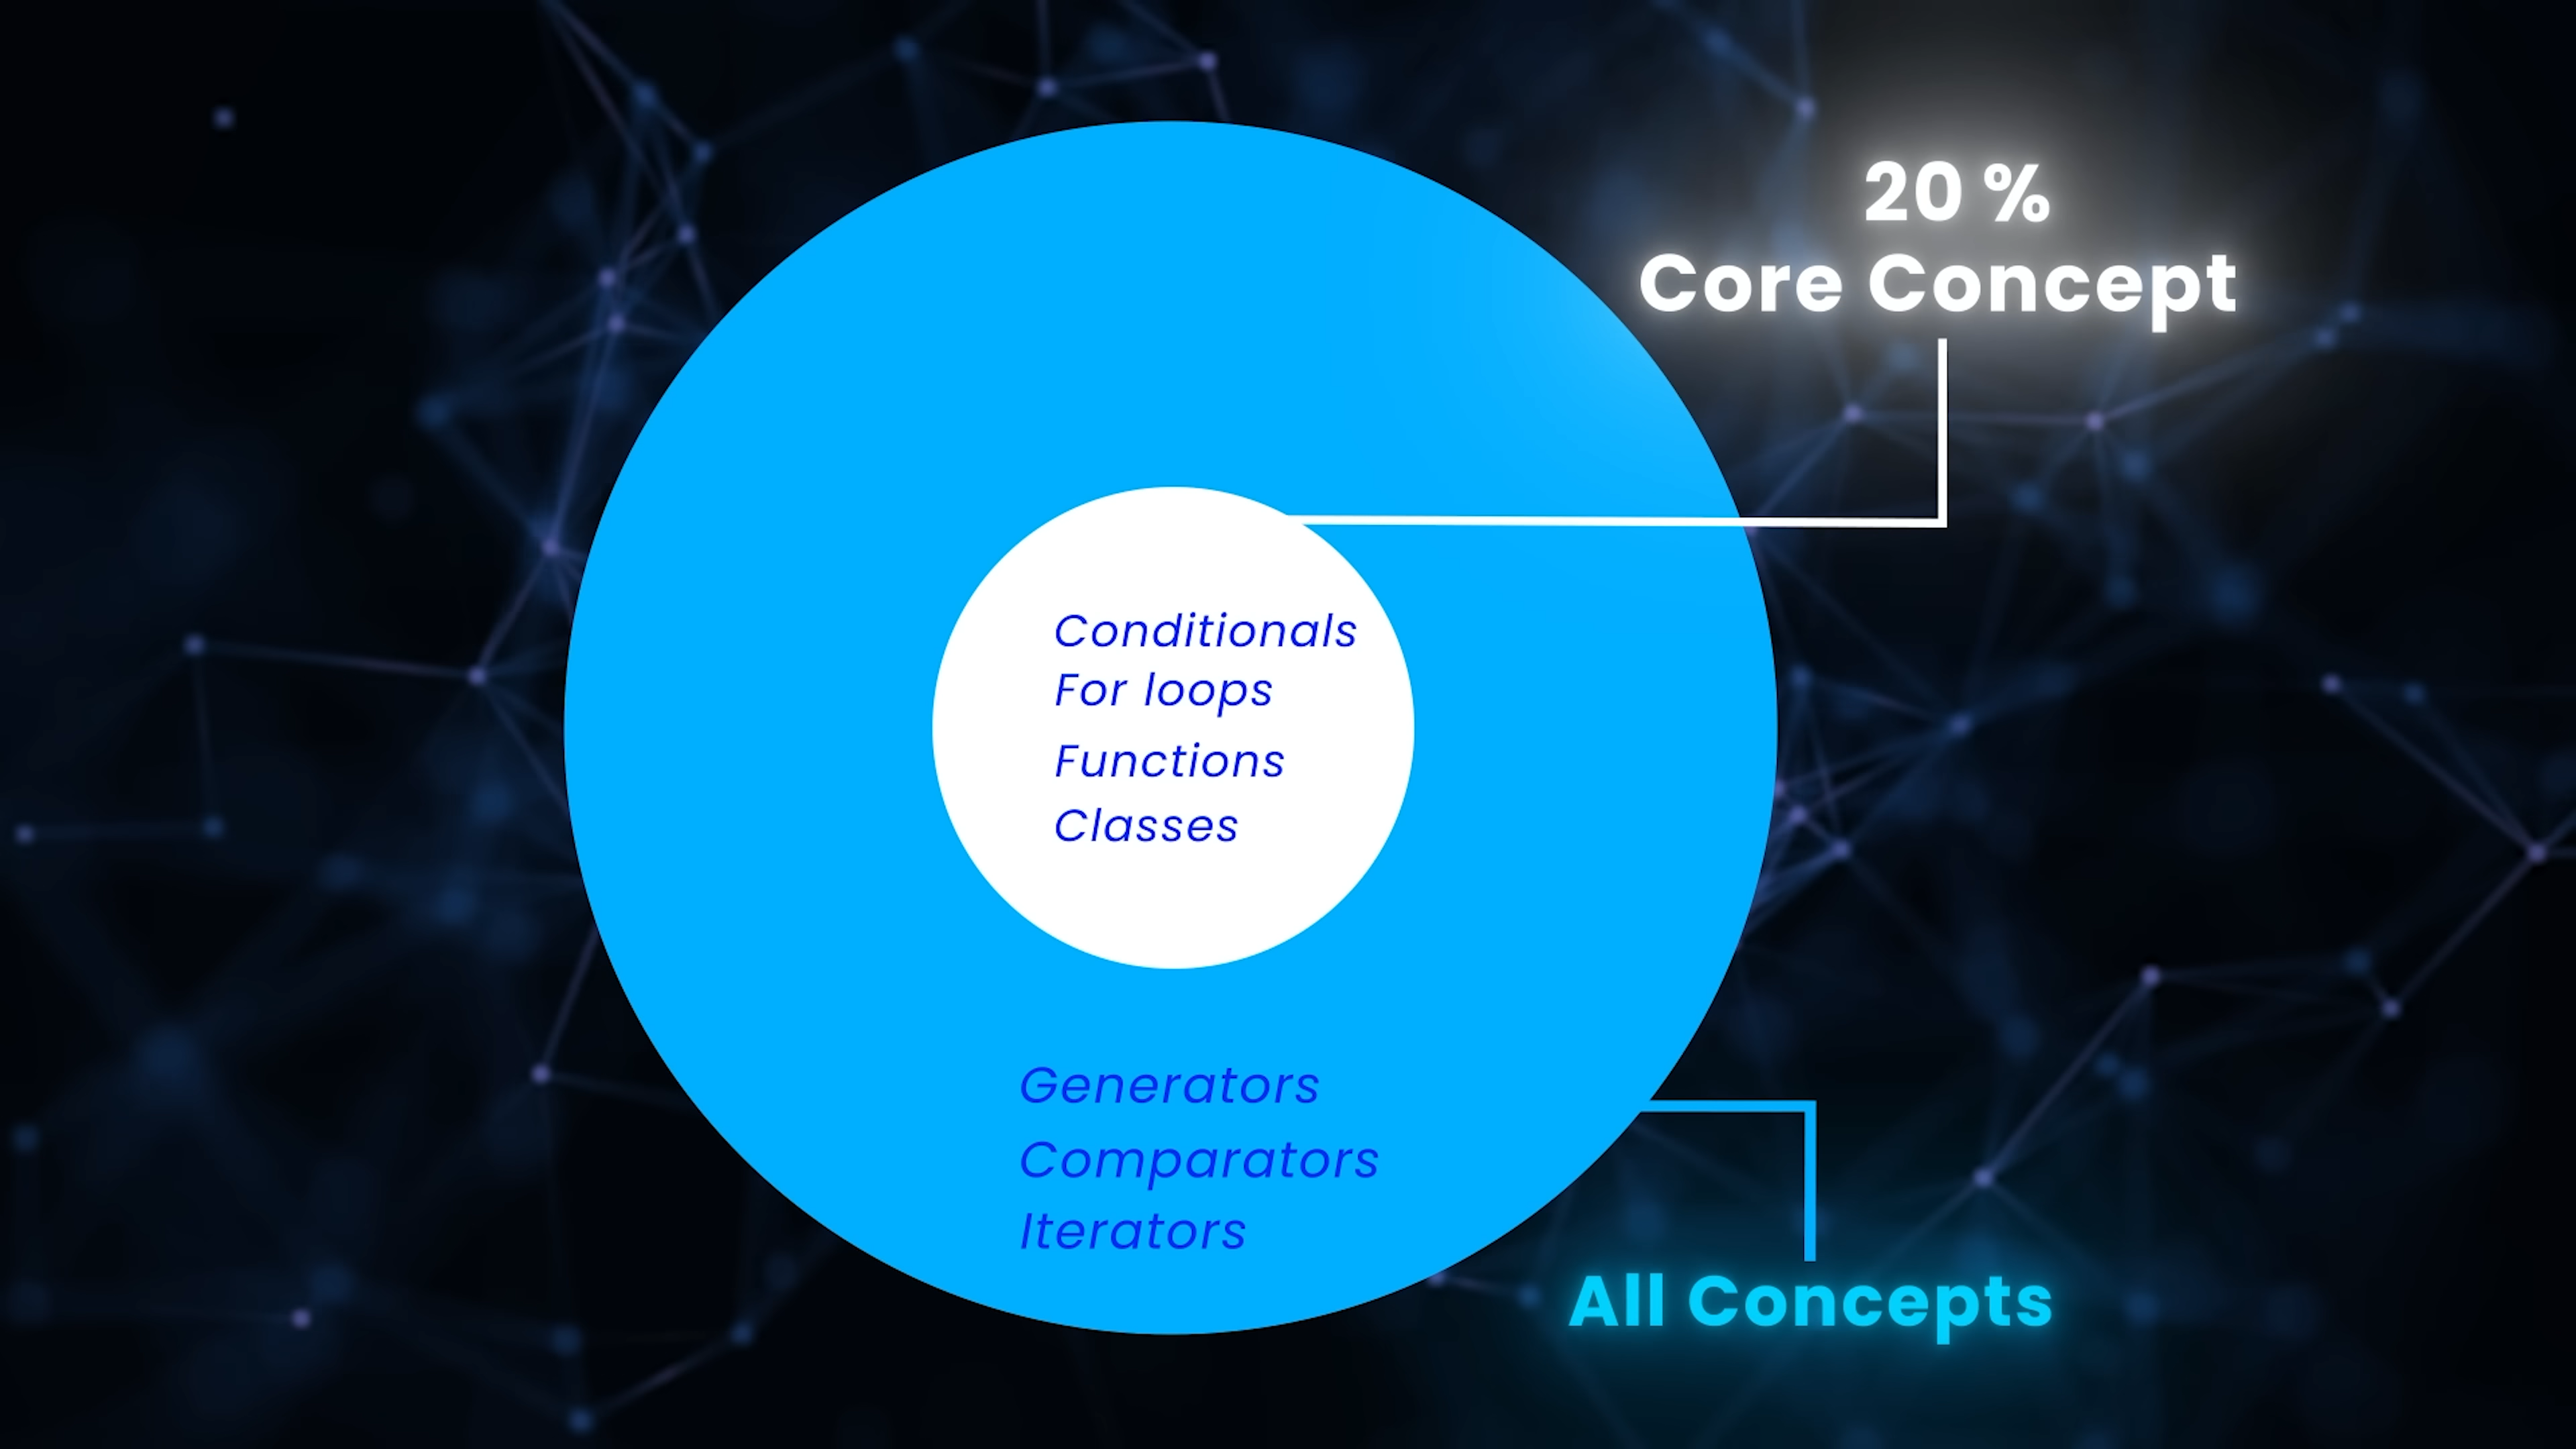 20 %
Core Concept
Conditionals
For loops
Functions
Classes
Generators
Comparators
Iterators
All Concepts